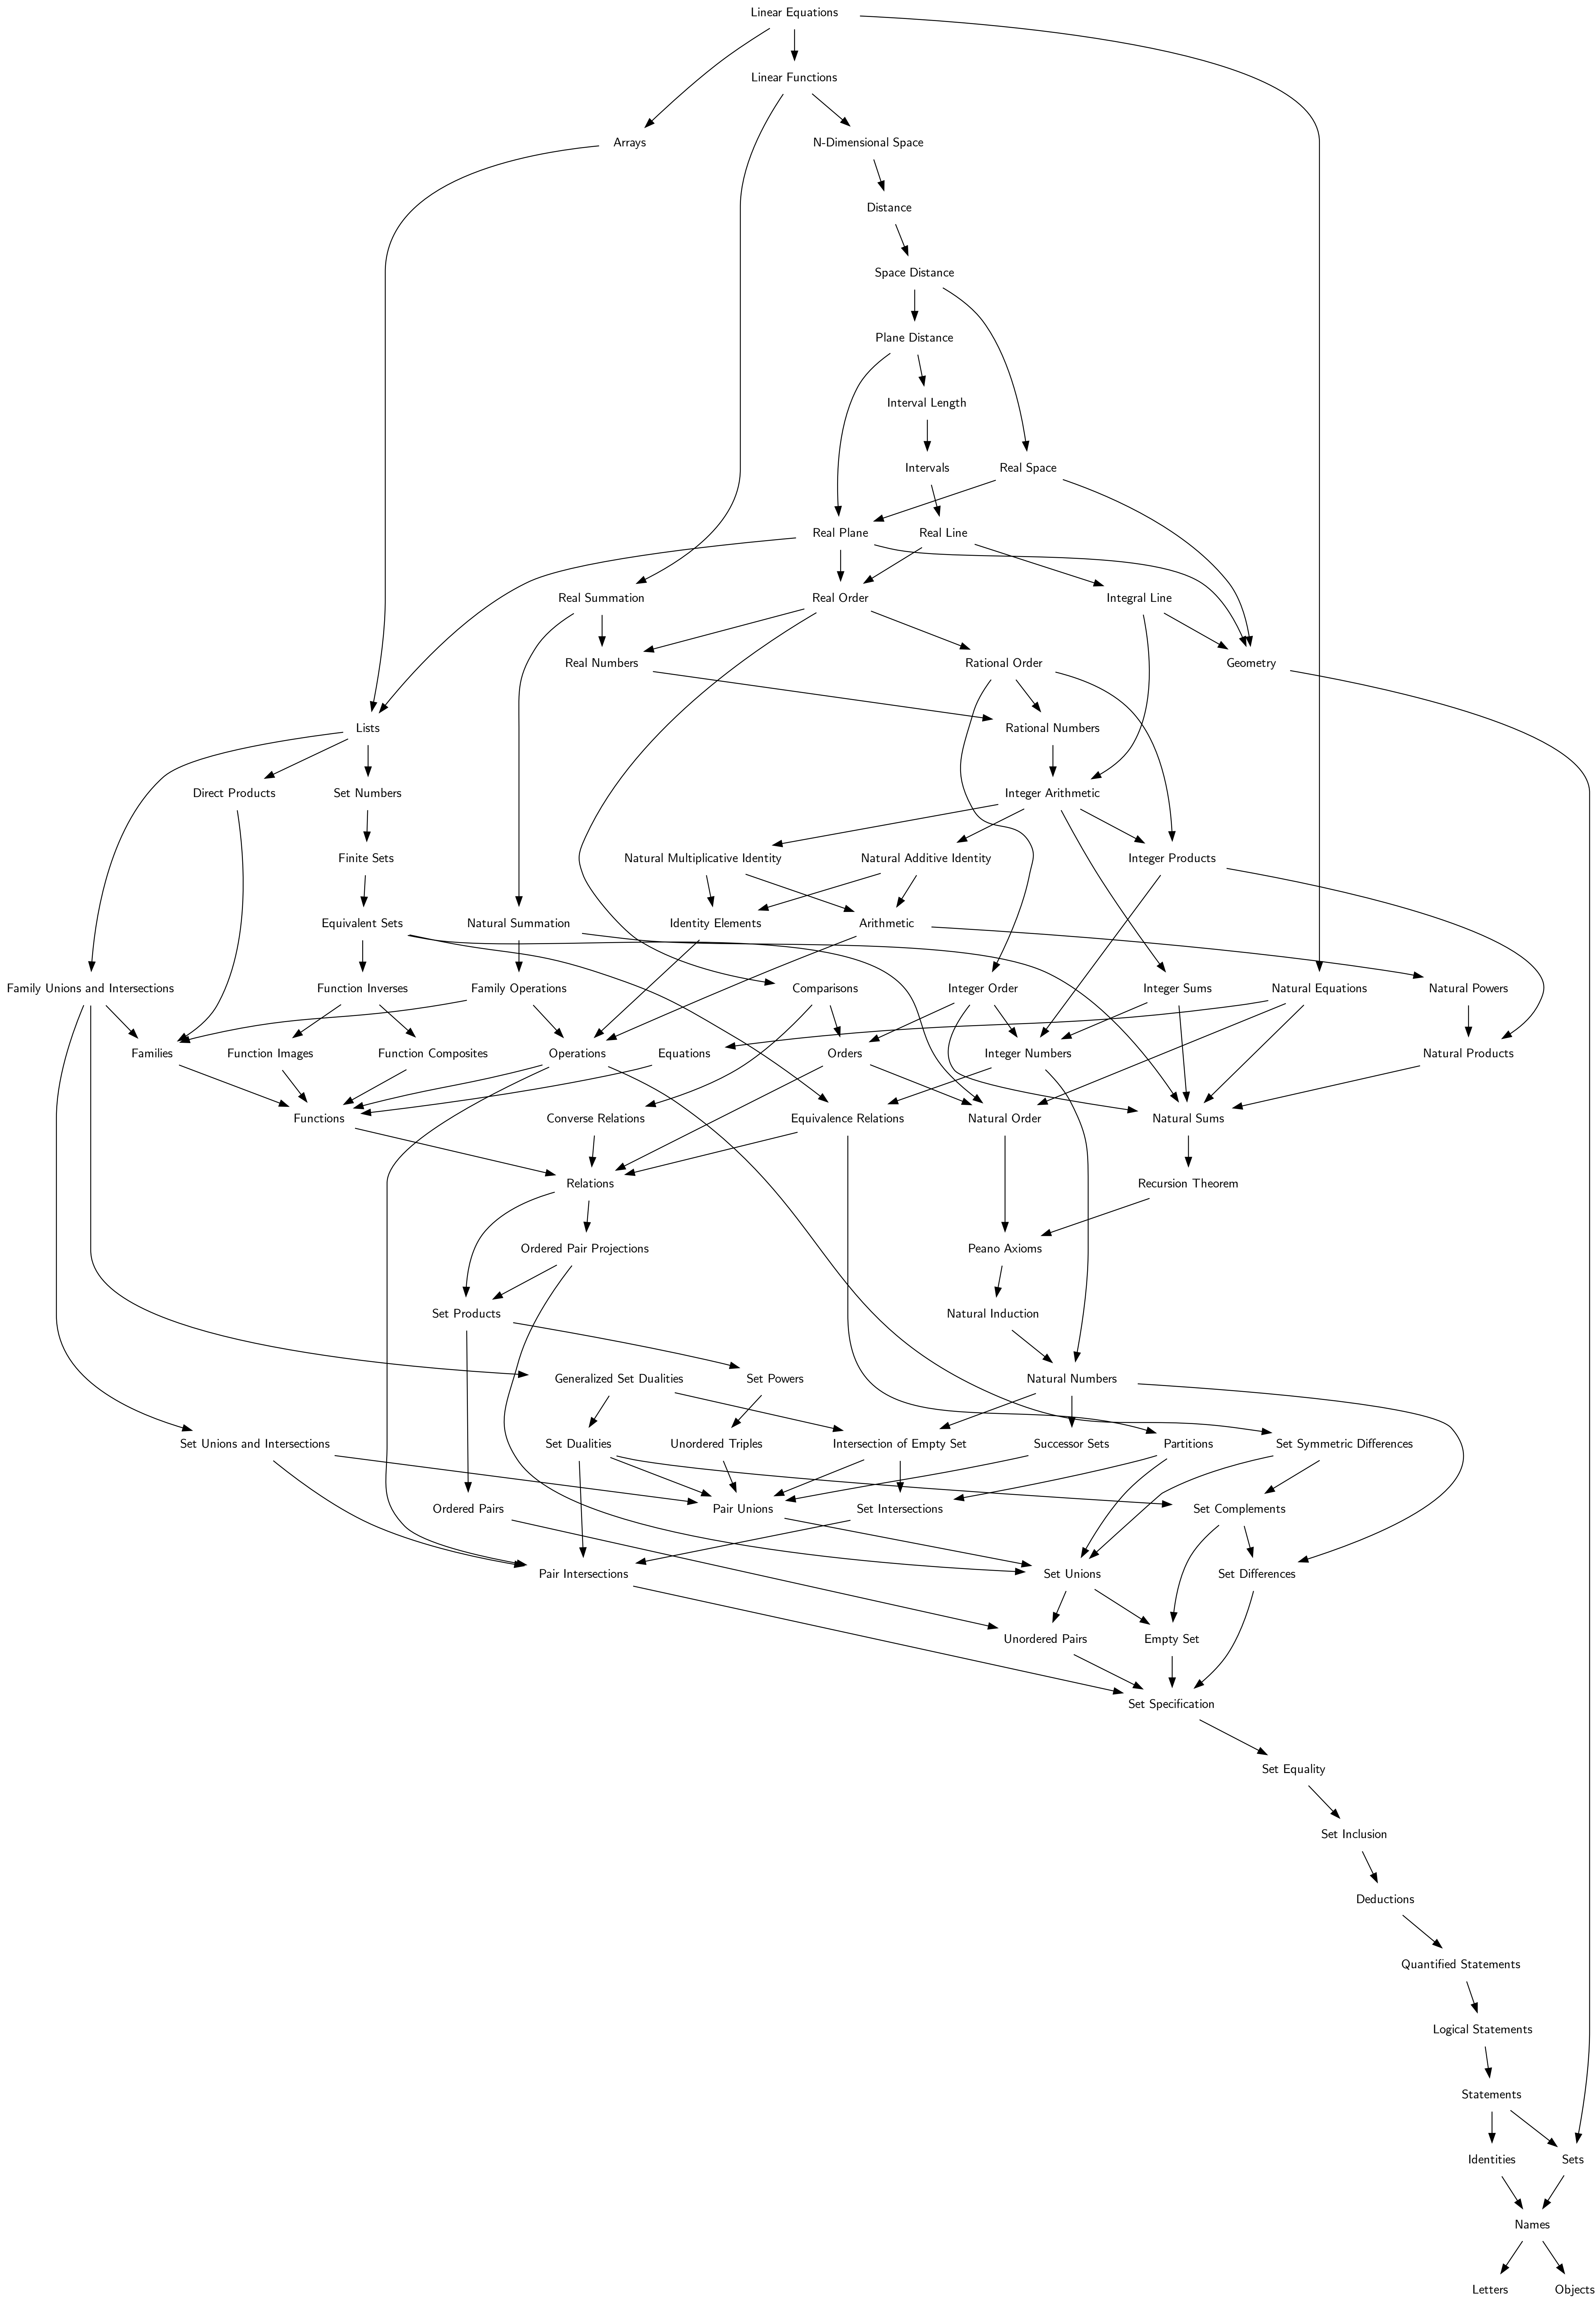 Linear Equations
Linear Functions
Arrays
N-Dimensional Space
Distance
Space Distance
Plane Distance
Interval Length
Intervals
Real Space
Real Plane
Real Line
Real Summation
Real Order
Integral Line
Real Numbers
Rational Order
Geometry
Lists
Rational Numbers
Direct Products
Set Numbers
Integer Arithmetic
Finite Sets
Natural Multiplicative Identity
Natural Additive Identity
Integer Products
Equivalent Sets
Natural Summation
Identity Elements
Arithmetic
Family Unions and Intersections
Function Inverses
Family Operations
Comparisons
Integer Order
Integer Sums
Natural Equations
Natural Powers
Families
Function Images
Function Composites
Operations
Equations
Orders
Integer Numbers
Natural Products
Functions
Converse Relations
Equivalence Relations
Natural Order
Natural Sums
Relations
Recursion Theorem
Ordered Pair Projections
Peano Axioms
Set Products
Natural Induction
Generalized Set Dualities
Set Powers
Natural Numbers
Set Unions and Intersections
Set Dualities
Unordered Triples
Intersection of Empty Set
Successor Sets
Partitions
Set Symmetric Differences
Ordered Pairs
Pair Unions
Set Intersections
Set Complements
Pair Intersections
Set Unions
Set Differences
Unordered Pairs
Empty Set
Set Specification
Set Equality
Set Inclusion
Deductions
Quantified Statements
Logical Statements
Statements
Identities
Sets
Names
Letters
Objects